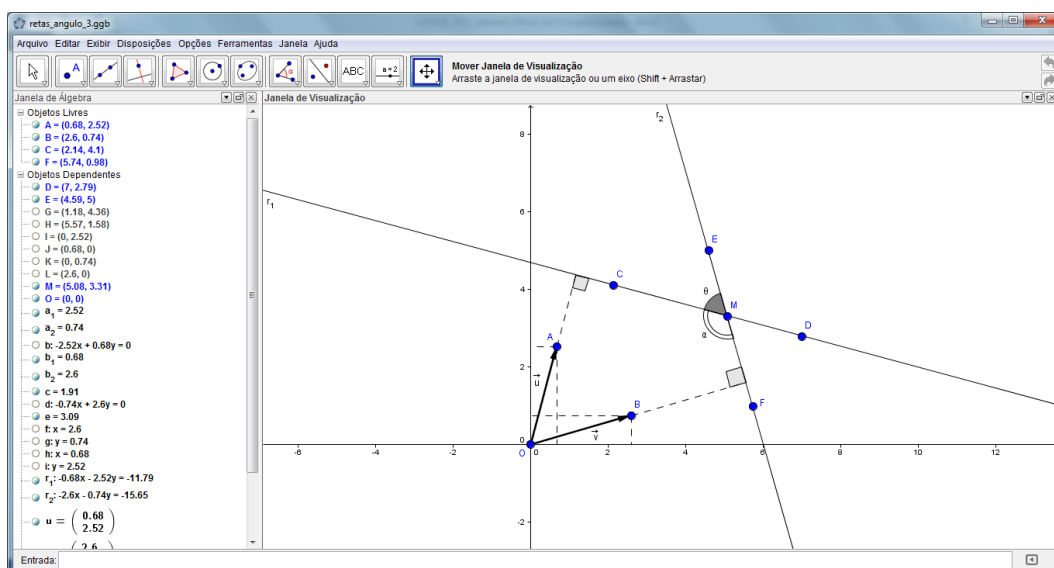 retas_angulo_3.ggb
Arquivo Editar Exibir Disposições Opções Ferramentas Janela Ajuda
A
α
ABC
a = 2
Mover Janela de Visualização
Arraste a janela de visualização ou um eixo (Shift + Arrastar)
Janela de Álgebra
Objetos Livres
A = (0.68, 2.52)
B = (2.6, 0.74)
C = (2.14, 4.1)
F = (5.74, 0.98)
Objetos Dependentes
D = (7, 2.79)
E = (4.59, 5)
G = (1.18, 4.36)
H = (5.57, 1.58)
I = (0, 2.52)
J = (0.68, 0)
K = (0, 0.74)
L = (2.6, 0)
M = (5.08, 3.31)
O = (0, 0)
a₁ = 2.52
a₂ = 0.74
b: -2.52x + 0.68y = 0
b₁ = 0.68
b₂ = 2.6
c = 1.91
d: -0.74x + 2.6y = 0
e = 3.09
f: x = 2.6
g: y = 0.74
h: x = 0.68
i: y = 2.52
r₁: -0.68x - 2.52y = -11.79
r₂: -2.6x - 0.74y = -15.65
u = ( 0.68
2.52 )
2.6
Janela de Visualização
r₂
8
r₁
6
E
C
θ
4
M
D
α
A
2
u
B
F
v
0
O
-6 -4 -2 0 2 4 6 8 10 12
-2
Entrada: